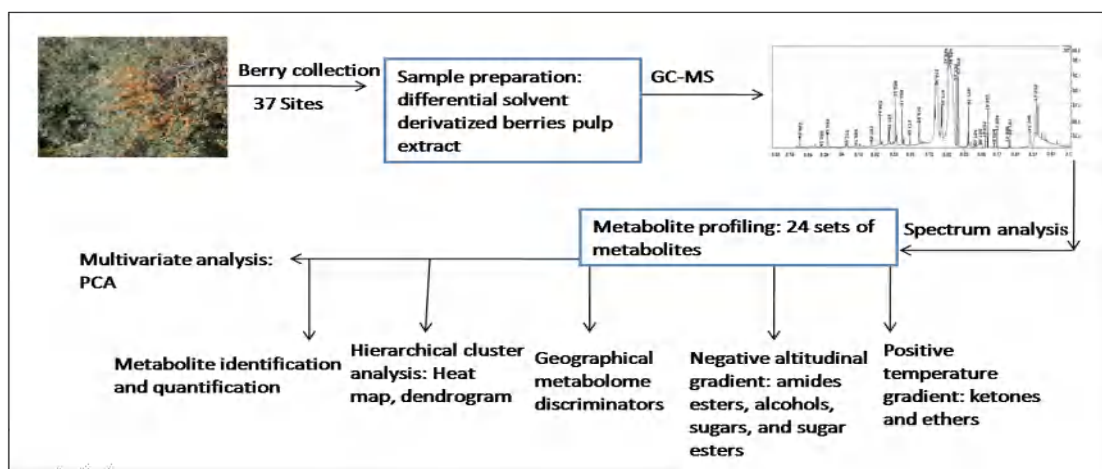 Berry collection
37 Sites
Sample preparation:
differential solvent
derivatized berries pulp
extract
GC-MS
Metabolite profiling: 24 sets of
metabolites
Spectrum analysis
Multivariate analysis:
PCA
Metabolite identification
and quantification
Hierarchical cluster
analysis: Heat
map, dendrogram
Geographical
metabolome
discriminators
Negative altitudinal
gradient: amides
esters, alcohols,
sugars, and sugar
esters
Positive
temperature
gradient: ketones
and ethers